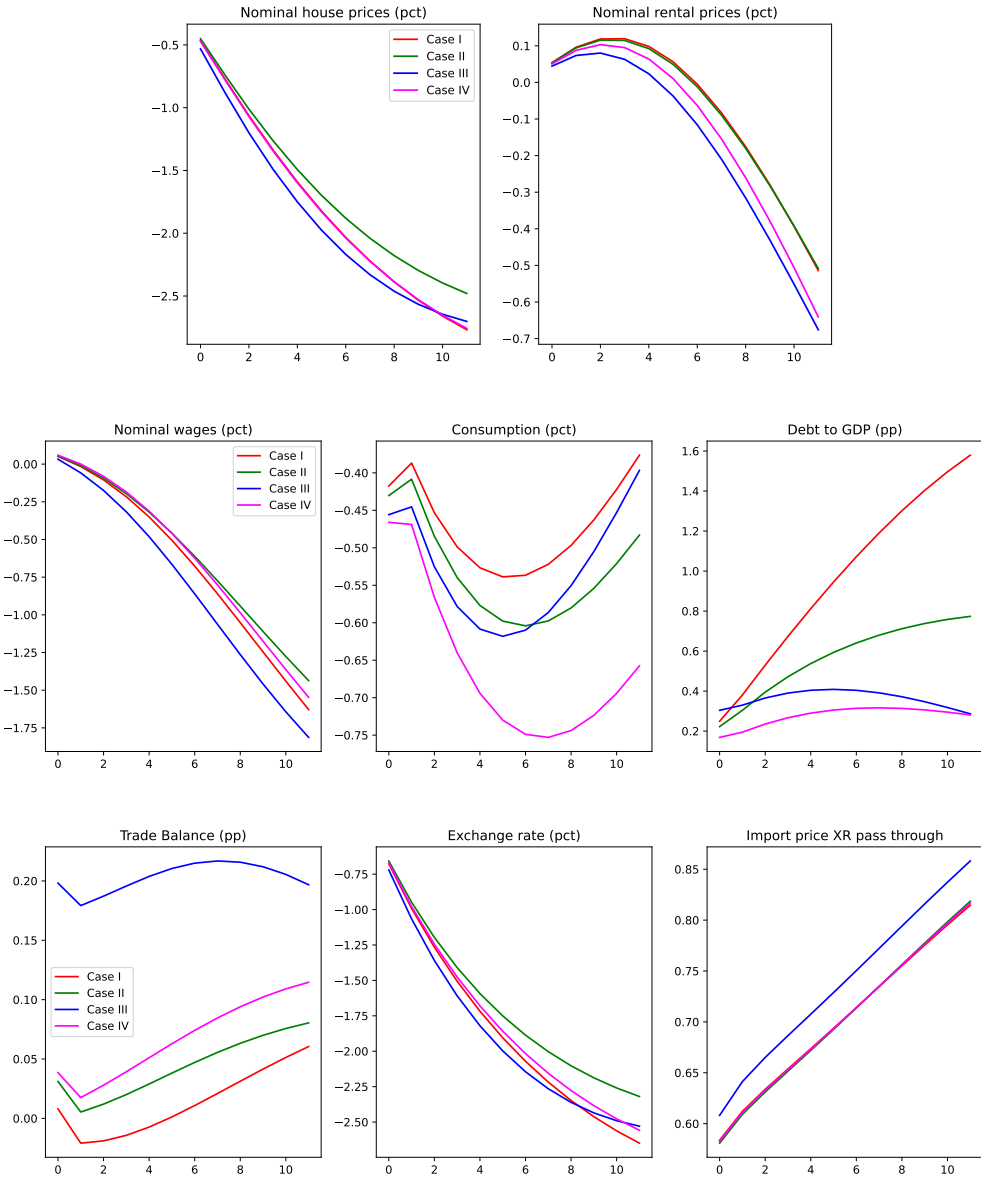 Nominal house prices (pct)
−0.5
−1.0
−1.5
−2.0
−2.5
0 2 4 6 8 10
Case I
Case II
Case III
Case IV
Nominal rental prices (pct)
0.1
0.0
−0.1
−0.2
−0.3
−0.4
−0.5
−0.6
−0.7
0 2 4 6 8 10
Nominal wages (pct)
0.00
−0.25
−0.50
−0.75
−1.00
−1.25
−1.50
−1.75
0 2 4 6 8 10
Case I
Case II
Case III
Case IV
Consumption (pct)
−0.40
−0.45
−0.50
−0.55
−0.60
−0.65
−0.70
−0.75
0 2 4 6 8 10
Debt to GDP (pp)
1.6
1.4
1.2
1.0
0.8
0.6
0.4
0.2
0 2 4 6 8 10
Trade Balance (pp)
0.20
0.15
0.10
0.05
0.00
0 2 4 6 8 10
Case I
Case II
Case III
Case IV
Exchange rate (pct)
−0.75
−1.00
−1.25
−1.50
−1.75
−2.00
−2.25
−2.50
0 2 4 6 8 10
Import price XR pass through
0.85
0.80
0.75
0.70
0.65
0.60
0 2 4 6 8 10